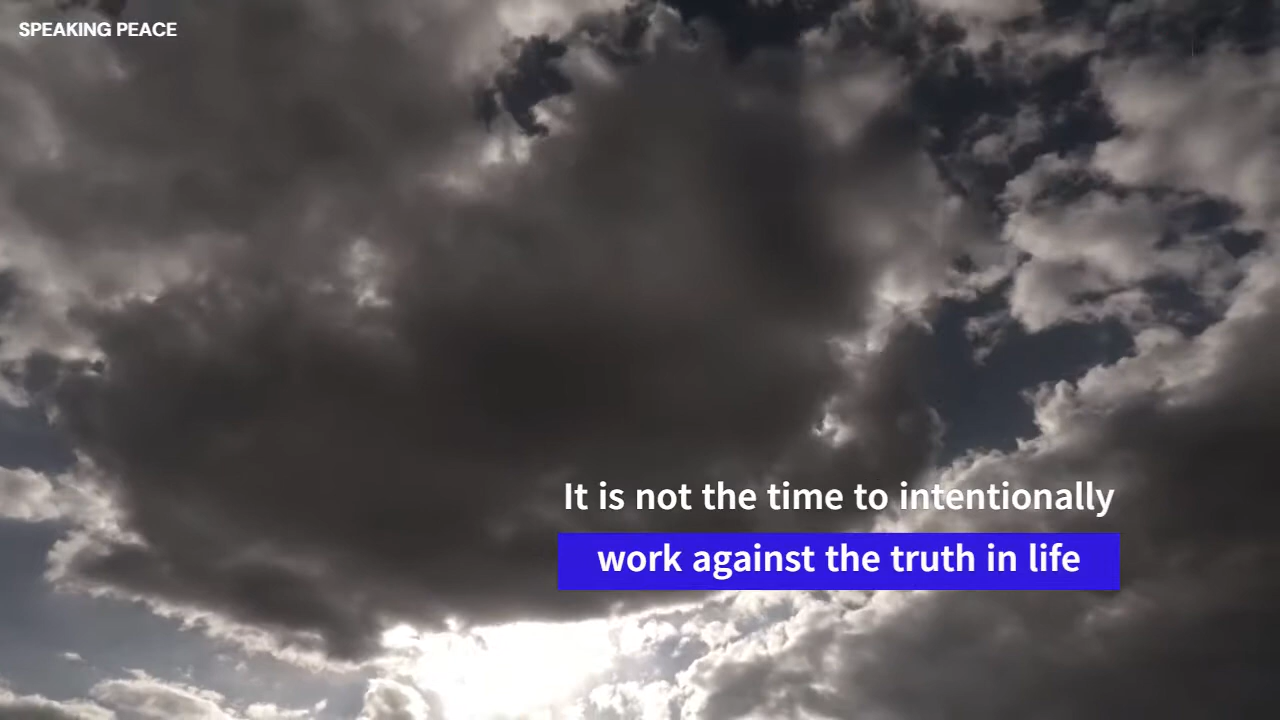 SPEAKING PEACE
It is not the time to intentionally
work against the truth in life